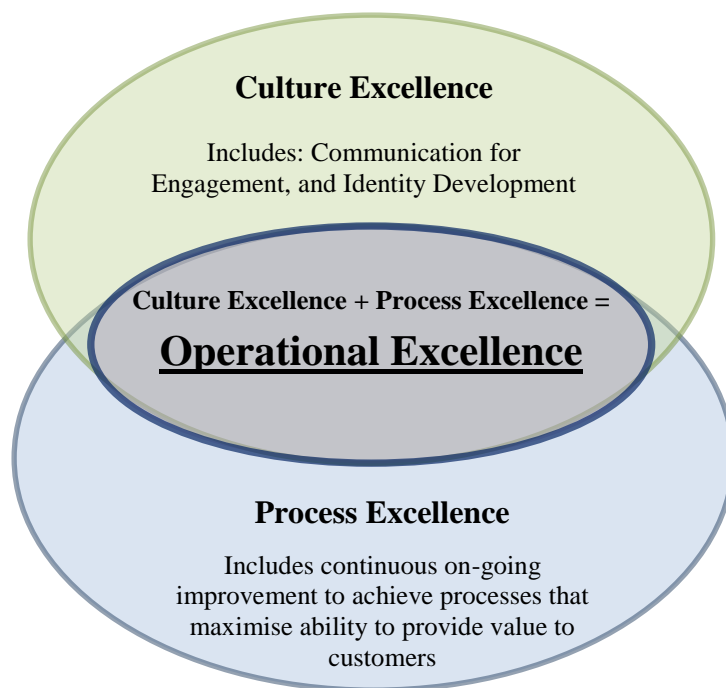 Culture Excellence
Includes: Communication for
Engagement, and Identity Development
Culture Excellence + Process Excellence =
Operational Excellence
Process Excellence
Includes continuous on-going
improvement to achieve processes that
maximise ability to provide value to
customers